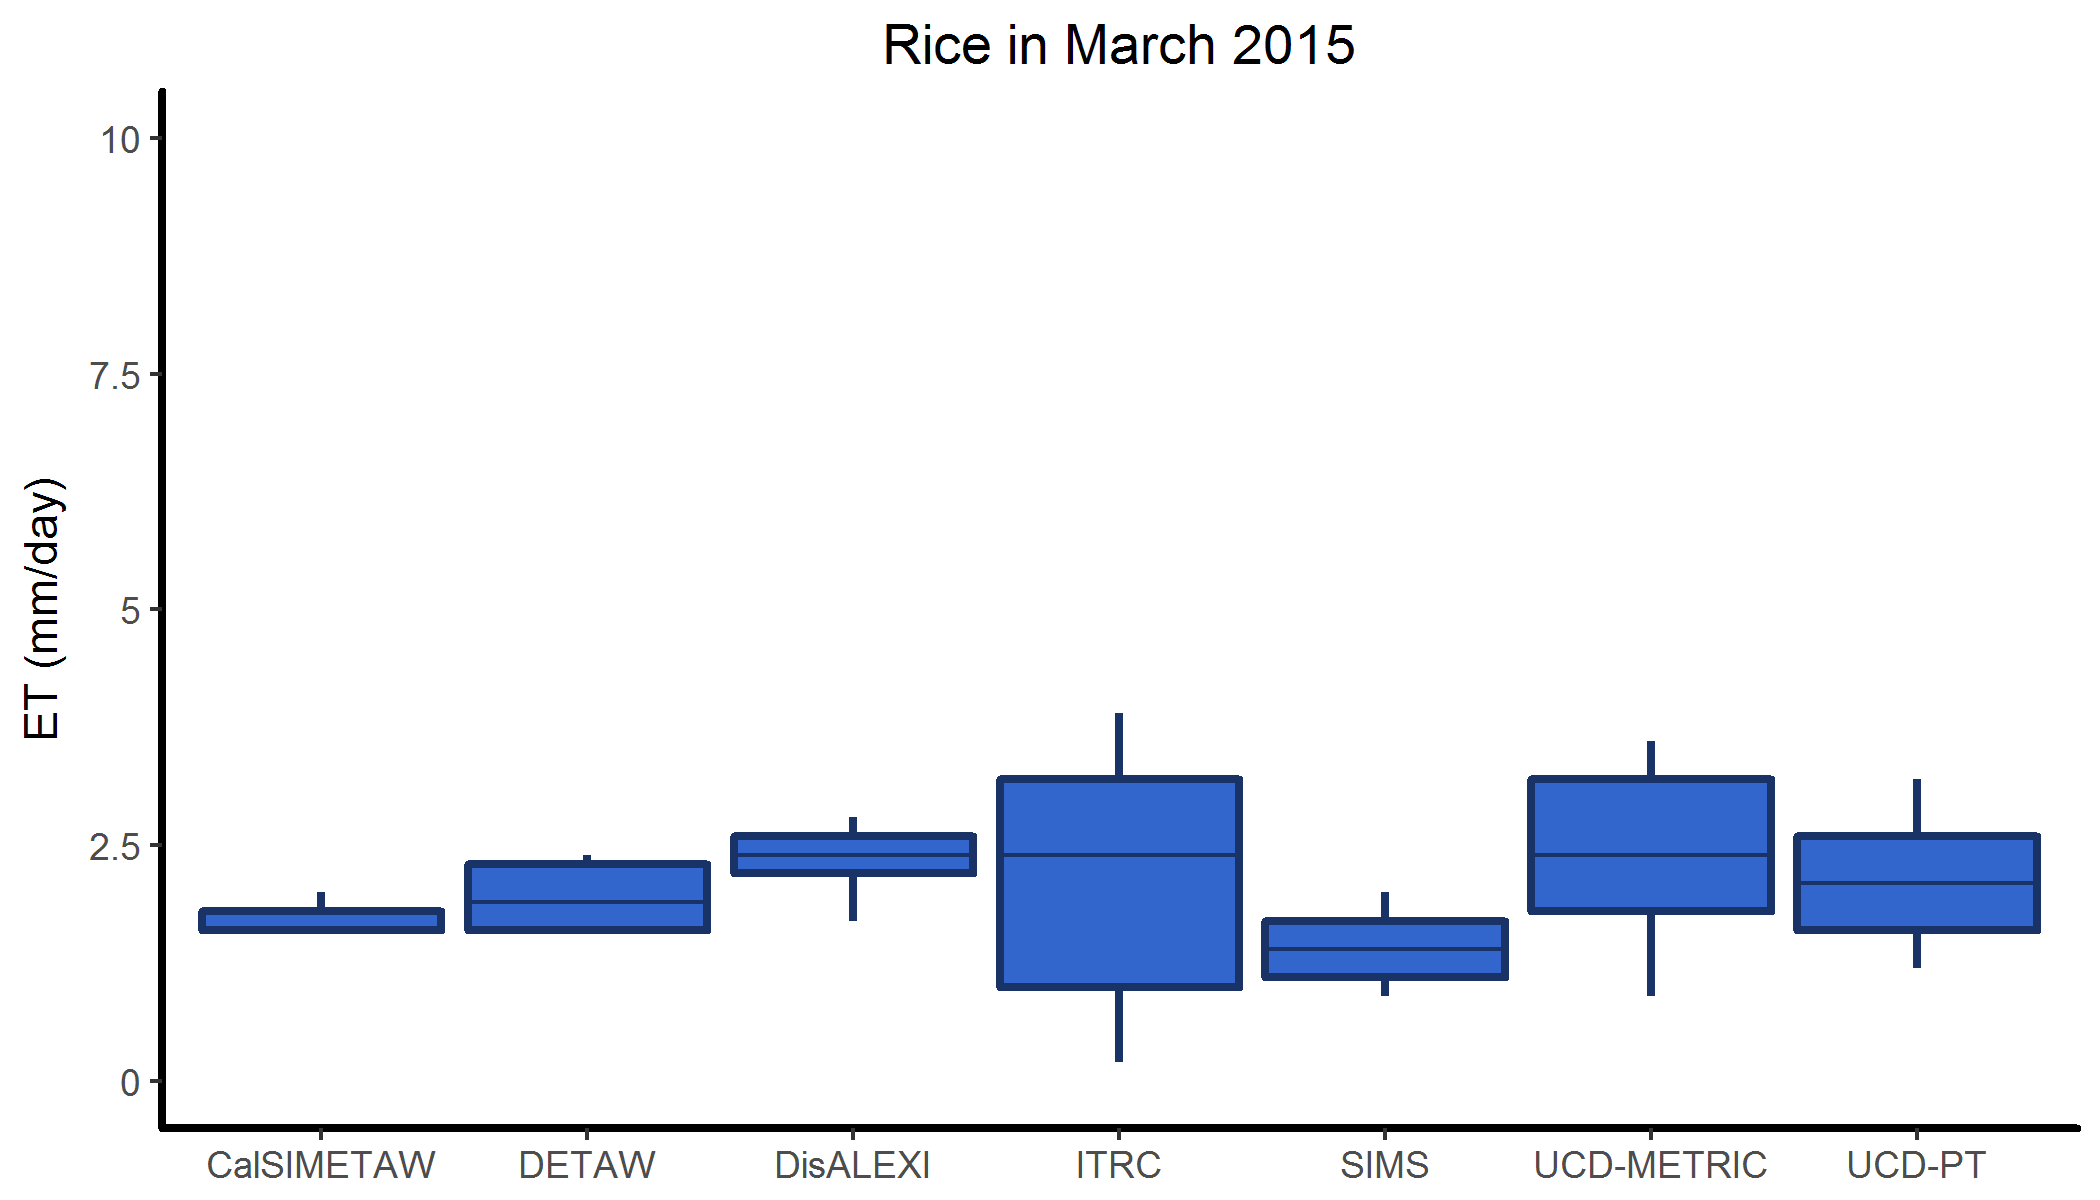 Rice in March 2015
ET (mm/day)
10
7.5
5
2.5
0
CalSIMETAW DETAW DisALEXI ITRC SIMS UCD-METRIC UCD-PT